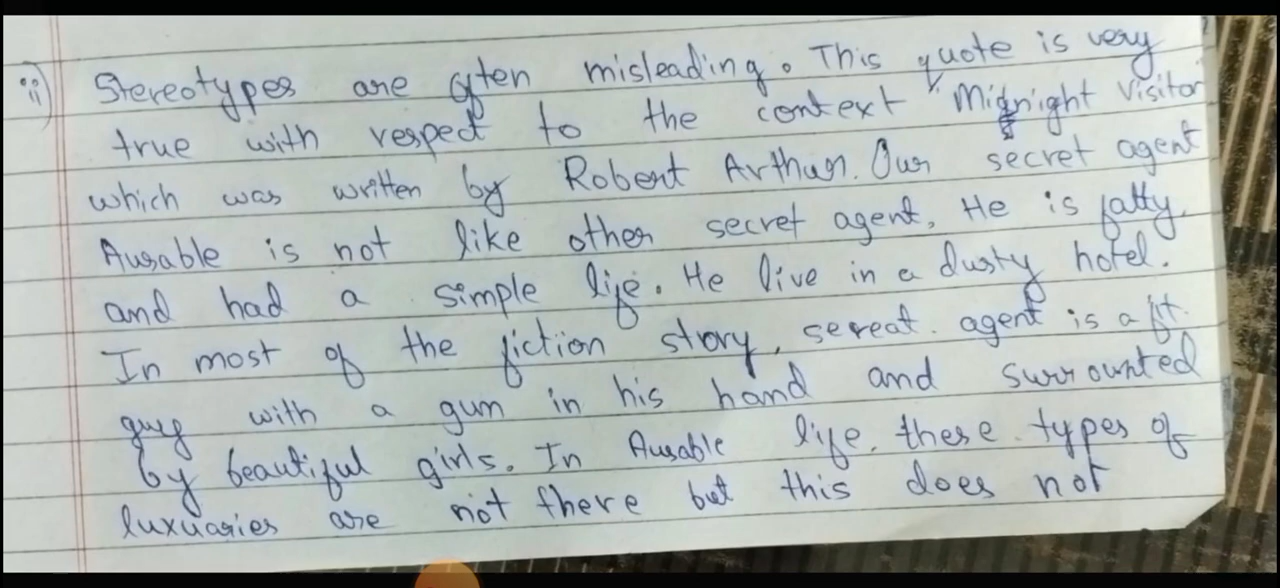 ii) Stereotypes are often misleading. This quote is very
true with respect to the context "Midnight Visitor
which was written by Robert Arthur. Our secret agent
Ausable is not like other secret agent, He is fatty
and had a simple life. He live in a dusty hotel.
In most of the fiction story, sereat agent is a fit
guy with a gun in his hand and surrounted
by beautiful girls. In Ausable life, these types of
luxuaries are not there but this does not